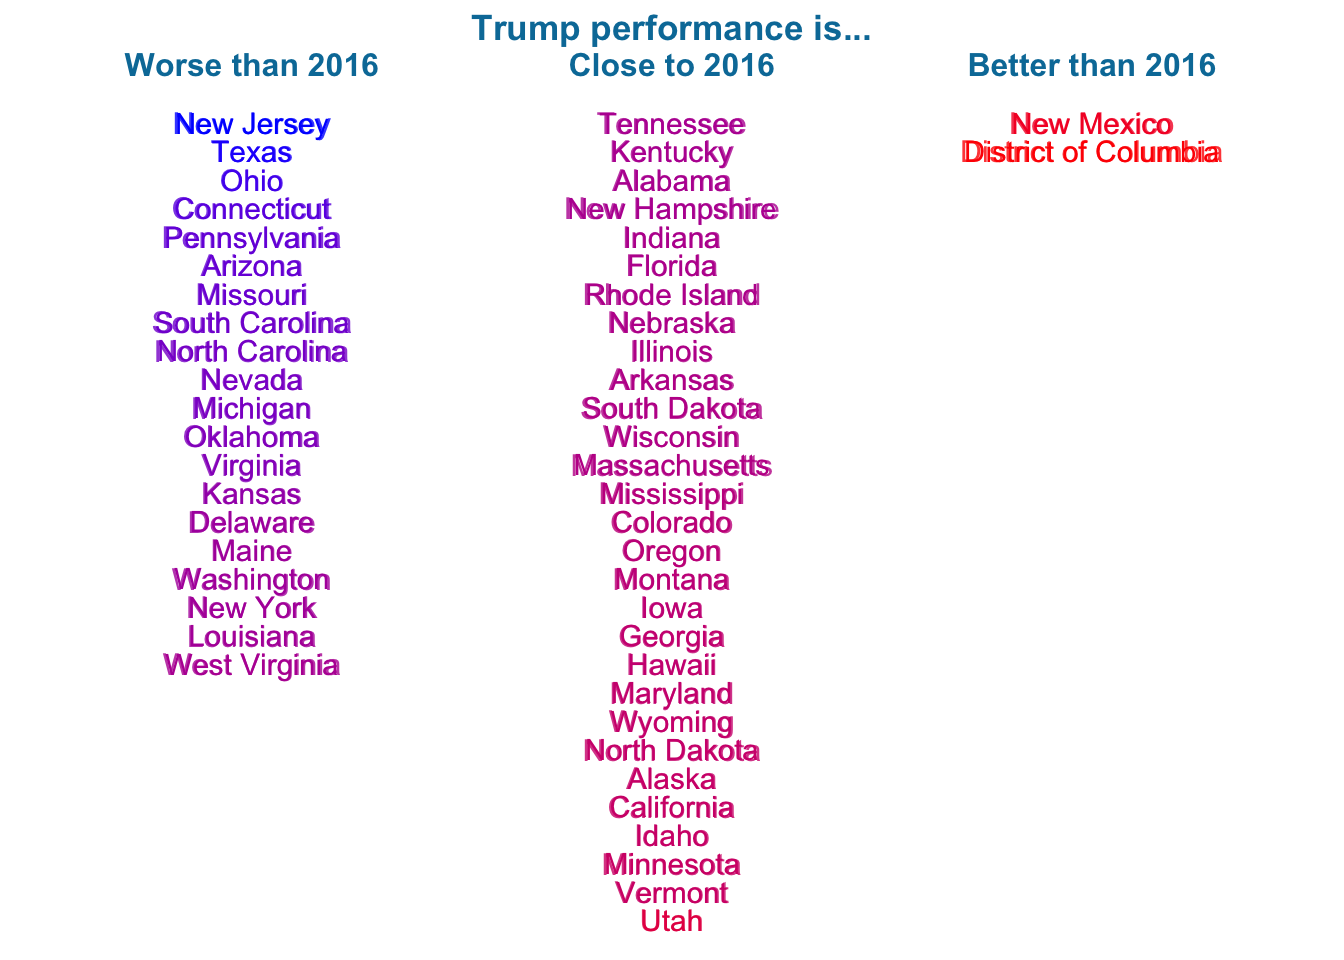 Trump performance is...
Worse than 2016
New Jersey
Texas
Ohio
Connecticut
Pennsylvania
Arizona
Missouri
South Carolina
North Carolina
Nevada
Michigan
Oklahoma
Virginia
Kansas
Delaware
Maine
Washington
New York
Louisiana
West Virginia
Close to 2016
Tennessee
Kentucky
Alabama
New Hampshire
Indiana
Florida
Rhode Island
Nebraska
Illinois
Arkansas
South Dakota
Wisconsin
Massachusetts
Mississippi
Colorado
Oregon
Montana
Iowa
Georgia
Hawaii
Maryland
Wyoming
North Dakota
Alaska
California
Idaho
Minnesota
Vermont
Utah
Better than 2016
New Mexico
District of Columbia